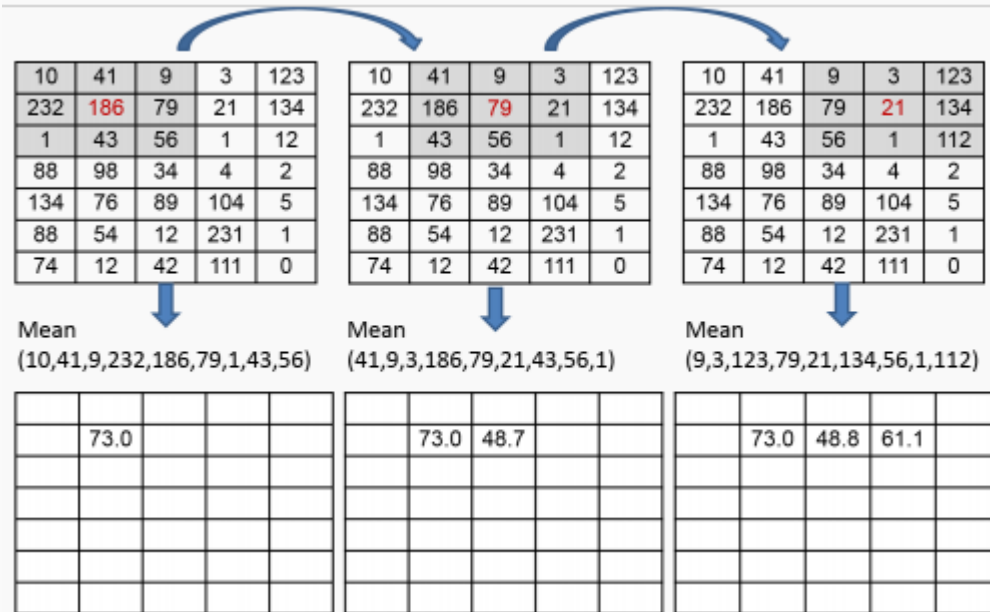 10 41 9 3 123
232 186 79 21 134
1 43 56 1 12
88 98 34 4 2
134 76 89 104 5
88 54 12 231 1
74 12 42 111 0
Mean
(10,41,9,232,186,79,1,43,56)
73.0
10 41 9 3 123
232 186 79 21 134
1 43 56 1 12
88 98 34 4 2
134 76 89 104 5
88 54 12 231 1
74 12 42 111 0
Mean
(41,9,3,186,79,21,43,56,1)
73.0 48.7
10 41 9 3 123
232 186 79 21 134
1 43 56 1 112
88 98 34 4 2
134 76 89 104 5
88 54 12 231 1
74 12 42 111 0
Mean
(9,3,123,79,21,134,56,1,112)
73.0 48.8 61.1